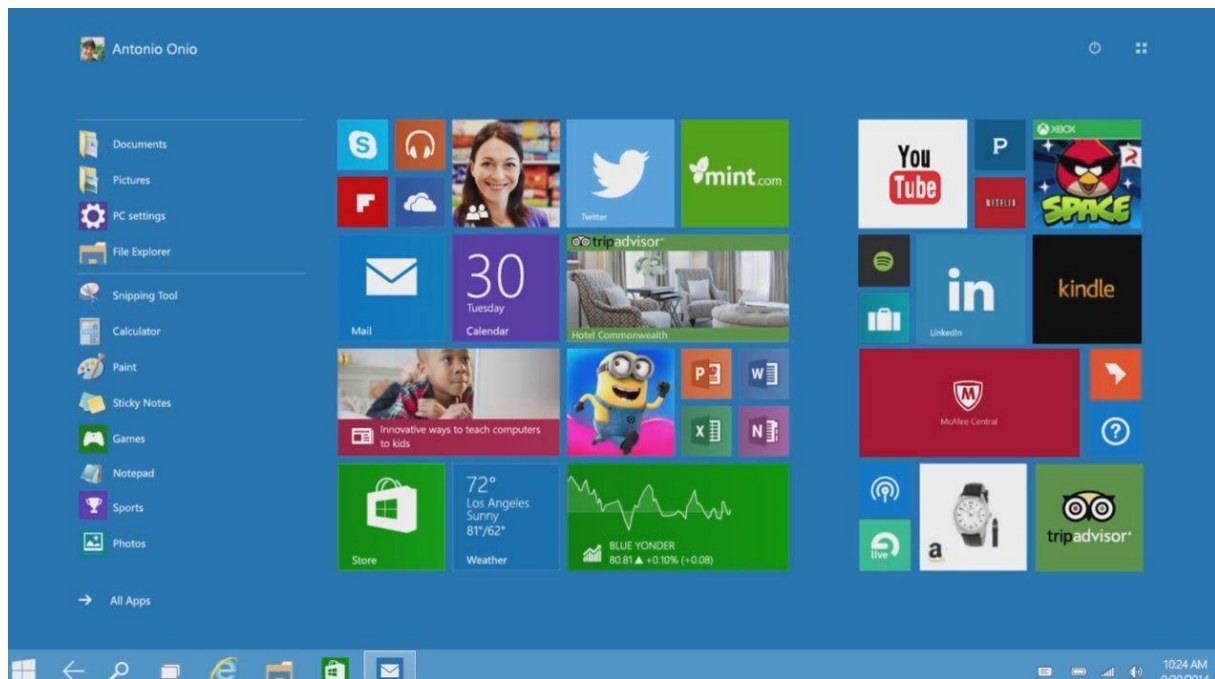 Antonio Onio
Documents
Pictures
PC settings
File Explorer
Snipping Tool
Calculator
Paint
Sticky Notes
Games
Notepad
Sports
Photos
All Apps
Twitter
mint.com
Mail
30
Tuesday
Calendar
tripadvisor
Hotel Commonwealth
Innovative ways to teach computers
to kids
P
W
X
N
Store
72°
Los Angeles
Sunny
81°/62°
Weather
BLUE YONDER
80.81 ▲ +0.10% (+0.08)
You
Tube
P
NETFLIX
XBOX
SPACE
in
LinkedIn
kindle
M
McAfee Central
?
live
a
tripadvisor
10:24 AM